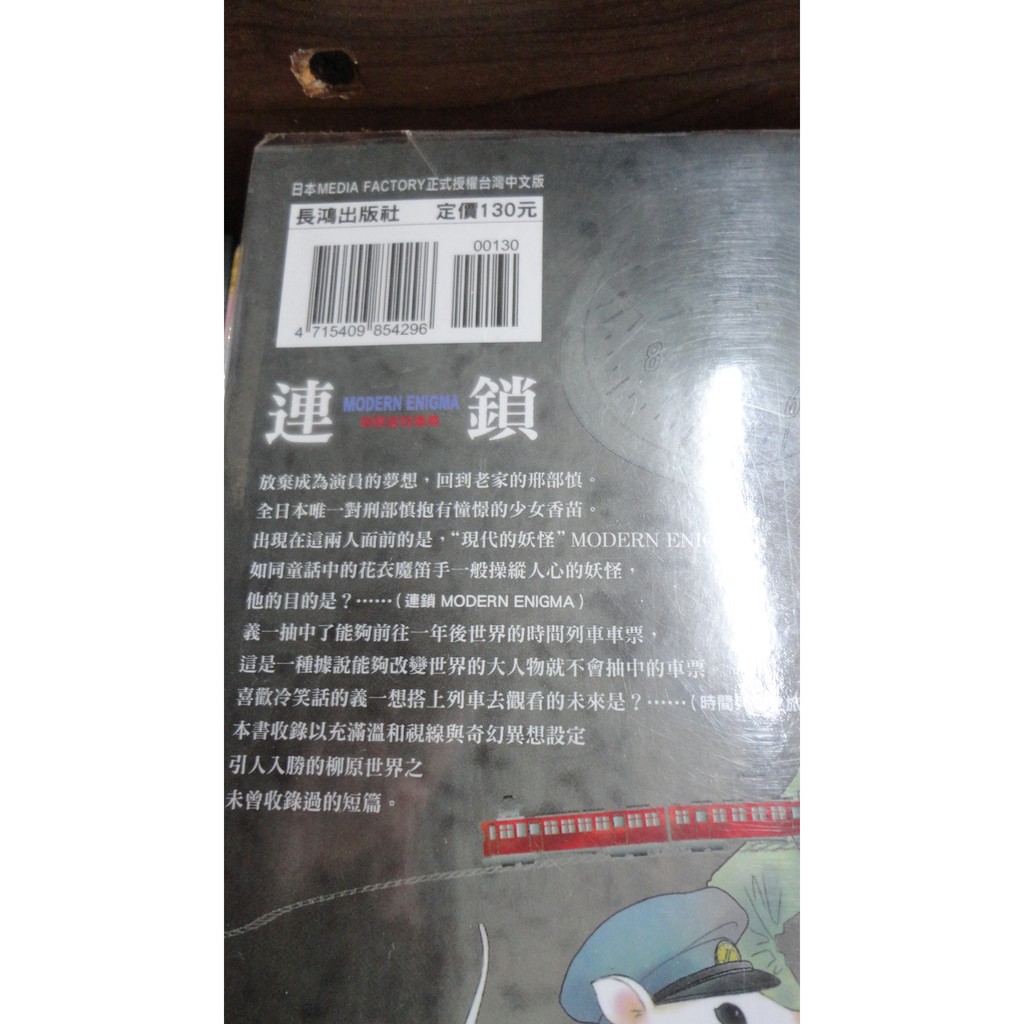 日本MEDIA FACTORY正式授權台灣中文版
長鴻出版社 定價130元
00130
4 715409 854296
連 MODERN ENIGMA 鎖
放棄成為演員的夢想，回到老家的邢部慎。
全日本唯一對刑部慎抱有憧憬的少女香苗。
出現在這兩人面前的是，“現代的妖怪”MODERN
如同童話中的花衣魔笛手一般操縱人心的妖怪，
他的目的是？⋯⋯(連鎖 MODERN ENIGMA)
義一抽中了能夠前往一年後世界的時間列車車票，
這是一種據說能夠改變世界的大人物就不會抽中的車票。
喜歡冷笑話的義一想搭上列車去觀看的未來是？⋯⋯(時間
本書收錄以充滿溫和視線與奇幻異想設定
引人入勝的柳原世界之
未曾收錄過的短篇。
8